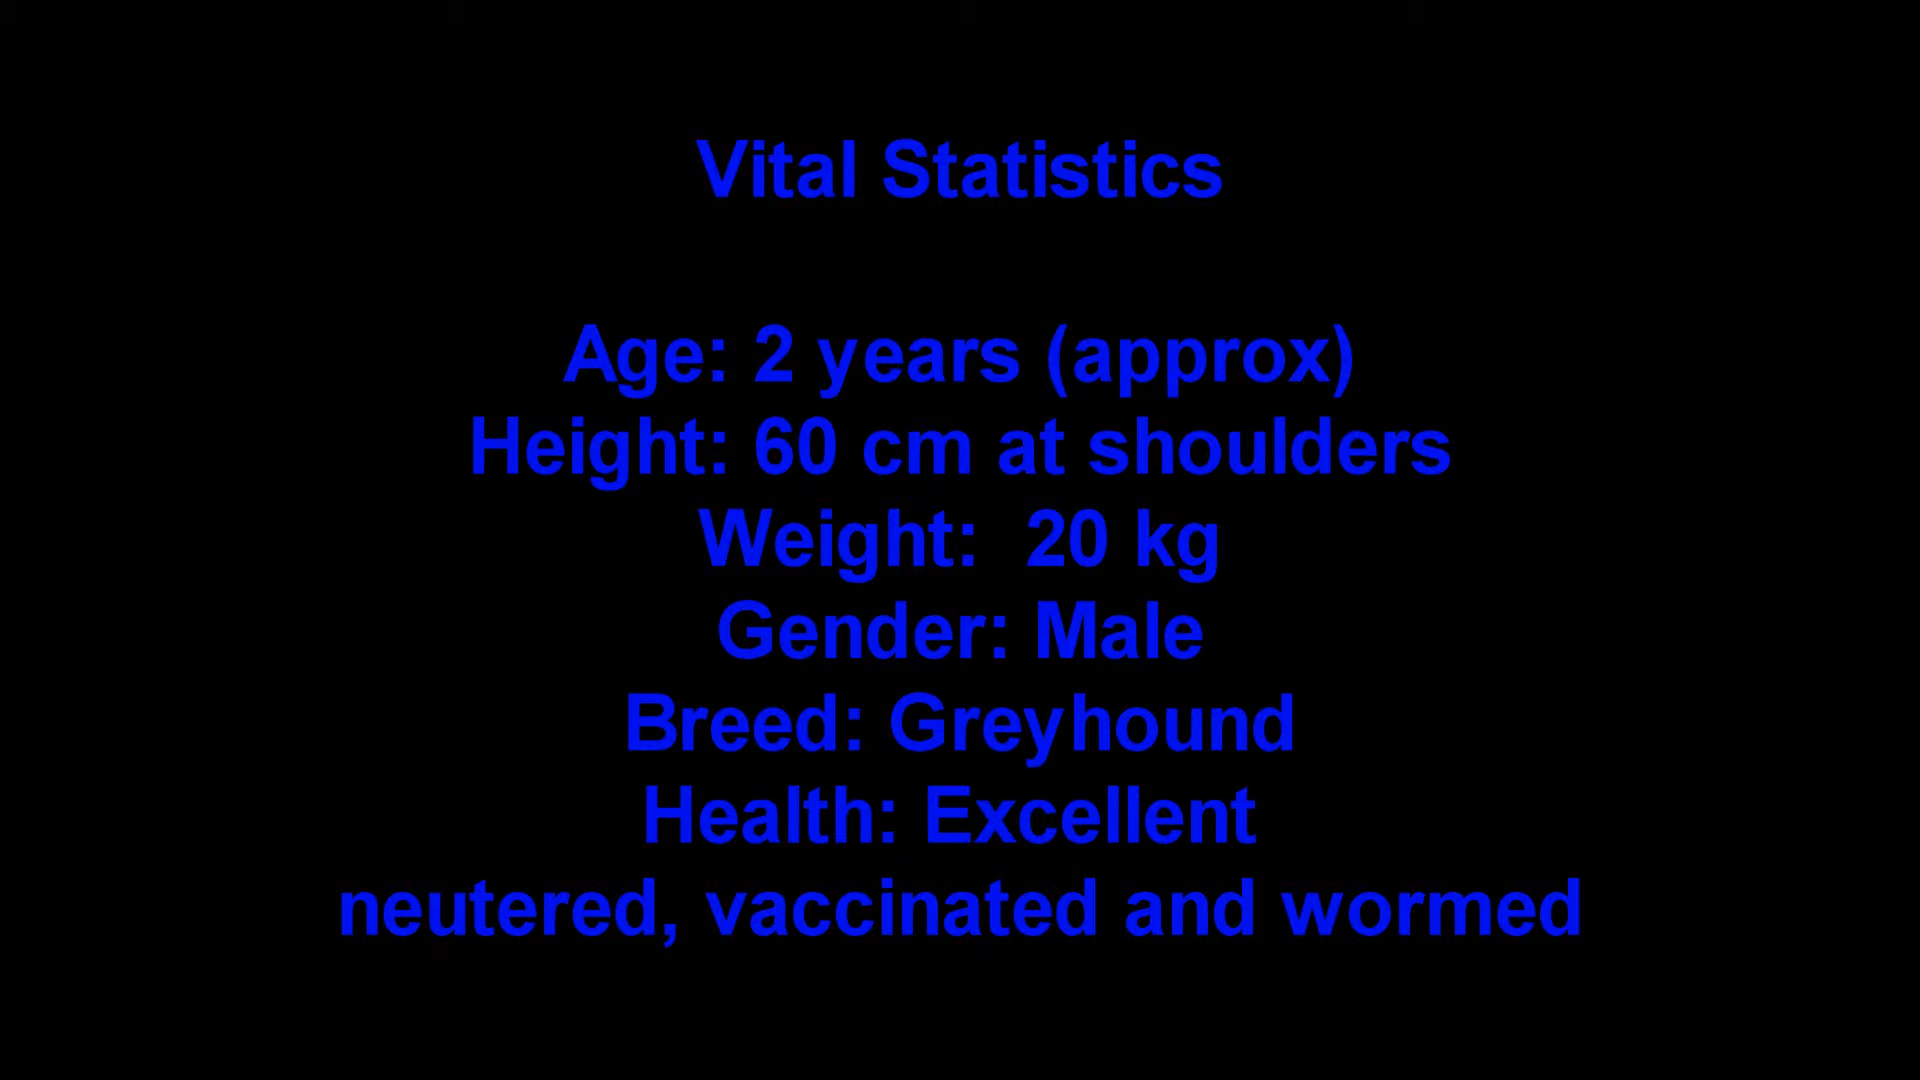 Vital Statistics
Age: 2 years (approx)
Height: 60 cm at shoulders
Weight:  20 kg
Gender: Male
Breed: Greyhound
Health: Excellent
neutered, vaccinated and wormed